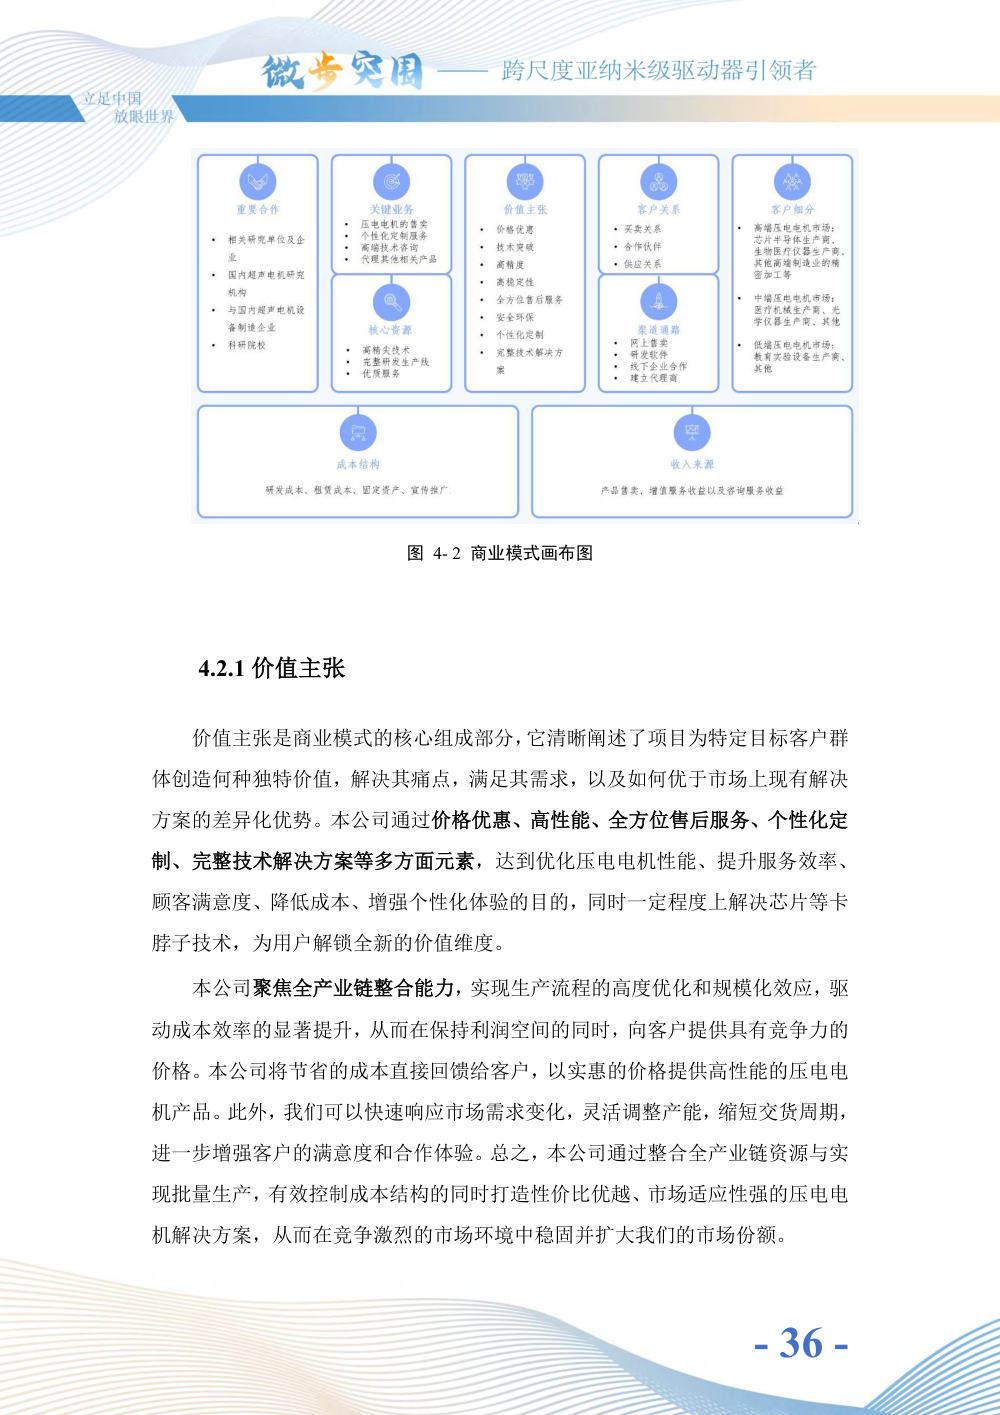 微步突围 —— 跨尺度亚纳米级驱动器引领者
立足中国
放眼世界
重要合作
• 相关研究单位及企
业
• 国内超声电机研究
机构
• 与国内超声电机设
备制造企业
• 科研院校
关键业务
• 压电电机的售卖
• 个性化定制服务
• 高端技术咨询
• 代理其他相关产品
核心资源
• 高精尖技术
• 完整研发生产线
• 优质服务
价值主张
• 价格优惠
• 技术突破
• 高精度
• 高稳定性
• 全方位售后服务
• 安全环保
• 个性化定制
• 完整技术解决方
案
客户关系
• 买卖关系
• 合作伙伴
• 供应关系
渠道通路
• 网上售卖
• 研发软件
• 线下企业合作
• 建立代理商
客户细分
• 高端压电电机市场：
芯片半导体生产商、
生物医疗仪器生产商、
其他高端制造业的精
密加工等
• 中端压电电机市场：
医疗机械生产商、光
学仪器生产商、其他
• 低端压电电机市场：
教育实验设备生产商、
其他
成本结构
研发成本、租赁成本、固定资产、宣传推广
收入来源
产品售卖、增值服务收益以及咨询服务收益
图 4- 2 商业模式画布图
4.2.1 价值主张
价值主张是商业模式的核心组成部分，它清晰阐述了项目为特定目标客户群
体创造何种独特价值，解决其痛点，满足其需求，以及如何优于市场上现有解决
方案的差异化优势。本公司通过价格优惠、高性能、全方位售后服务、个性化定
制、完整技术解决方案等多方面元素，达到优化压电电机性能、提升服务效率、
顾客满意度、降低成本、增强个性化体验的目的，同时一定程度上解决芯片等卡
脖子技术，为用户解锁全新的价值维度。
本公司聚焦全产业链整合能力，实现生产流程的高度优化和规模化效应，驱
动成本效率的显著提升，从而在保持利润空间的同时，向客户提供具有竞争力的
价格。本公司将节省的成本直接回馈给客户，以实惠的价格提供高性能的压电电
机产品。此外，我们可以快速响应市场需求变化，灵活调整产能，缩短交货周期，
进一步增强客户的满意度和合作体验。总之，本公司通过整合全产业链资源与实
现批量生产，有效控制成本结构的同时打造性价比优越、市场适应性强的压电电
机解决方案，从而在竞争激烈的市场环境中稳固并扩大我们的市场份额。
- 36 -